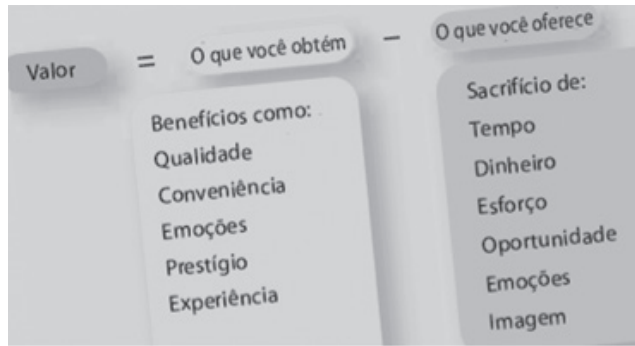 Valor = O que você obtém – O que você oferece
Benefícios como:
Qualidade
Conveniência
Emoções
Prestígio
Experiência
Sacrifício de:
Tempo
Dinheiro
Esforço
Oportunidade
Emoções
Imagem